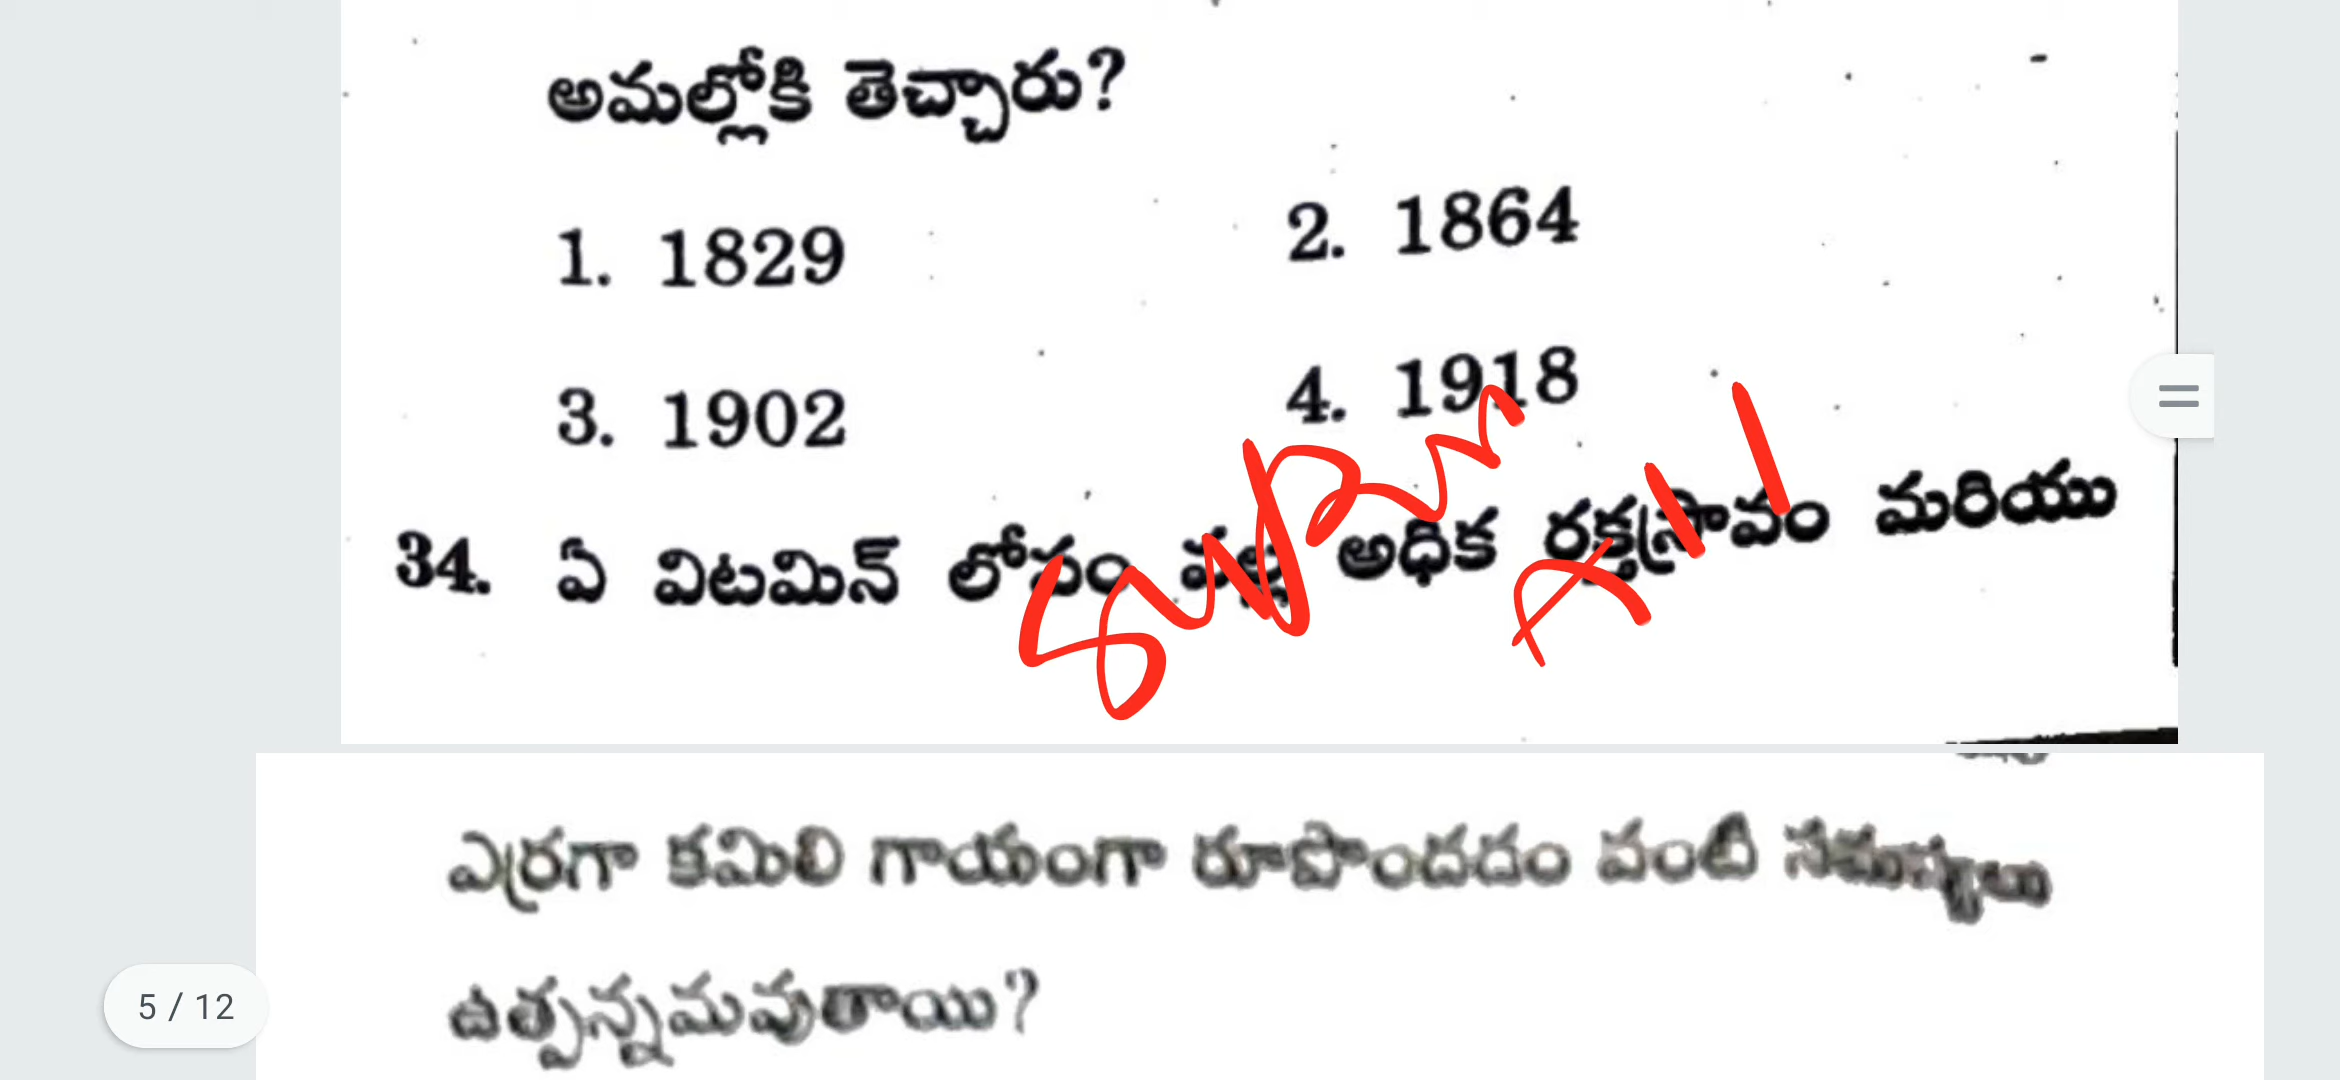 అమల్లోకి తెచ్చారు?
1. 1829 2. 1864
3. 1902 4. 1918
34. ఏ విటమిన్ లోపం వల్ల అధిక రక్తస్రావం మరియు
ఎర్రగా కమిలి గాయంగా రూపొందడం వంటి సమస్యలు
ఉత్పన్నమవుతాయి?
5 / 12